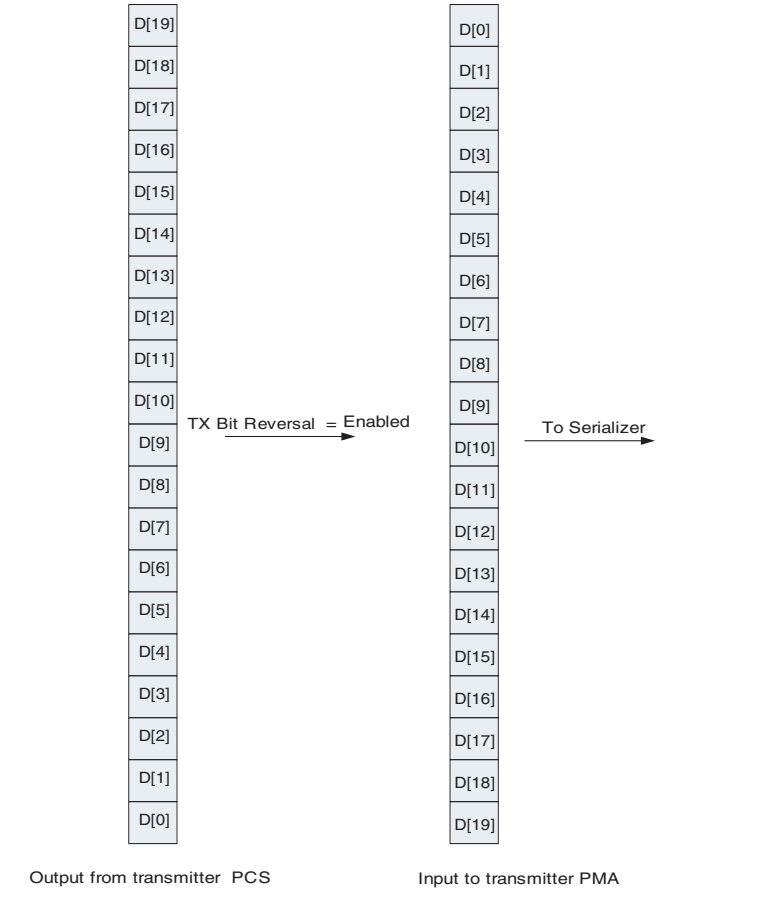 D[19]
D[18]
D[17]
D[16]
D[15]
D[14]
D[13]
D[12]
D[11]
D[10]
D[9]
D[8]
D[7]
D[6]
D[5]
D[4]
D[3]
D[2]
D[1]
D[0]
Output from transmitter PCS
TX Bit Reversal = Enabled
D[0]
D[1]
D[2]
D[3]
D[4]
D[5]
D[6]
D[7]
D[8]
D[9]
D[10]
D[11]
D[12]
D[13]
D[14]
D[15]
D[16]
D[17]
D[18]
D[19]
Input to transmitter PMA
To Serializer